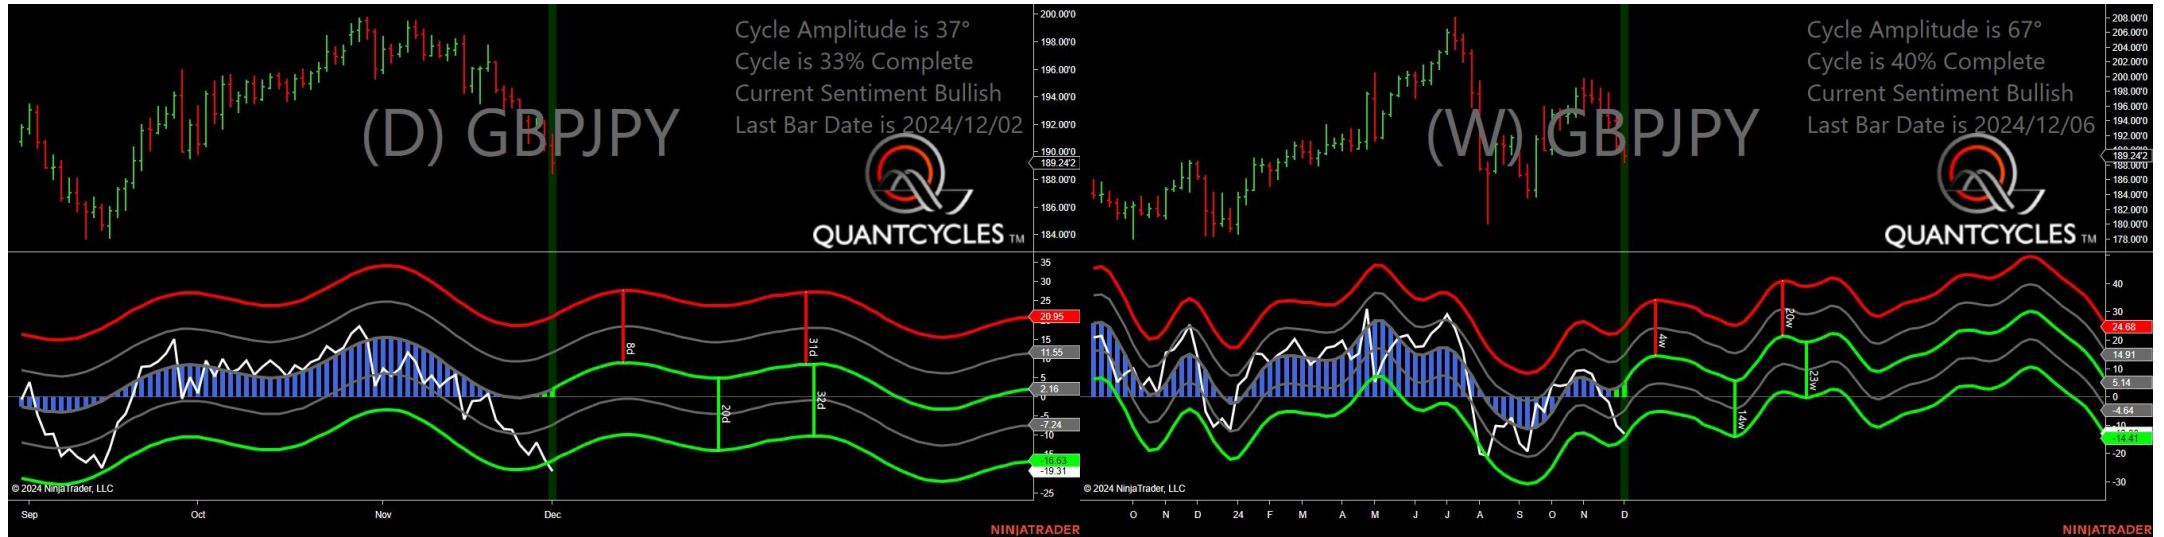 Cycle Amplitude is 37°
Cycle is 33% Complete
Current Sentiment Bullish
Last Bar Date is 2024/12/02
(D) GBPJPY
QUANTCYCLES TM
200.00'0
198.00'0
196.00'0
194.00'0
192.00'0
190.00'0
189.24'2
188.00'0
186.00'0
184.00'0
35
30
25
20.95
15
11.55
5
2.16
0
-5
-7.24
-10
-16.63
-19.31
-25
8d
20d
31d
32d
© 2024 NinjaTrader, LLC
Sep Oct Nov Dec
NINJATRADER
Cycle Amplitude is 67°
Cycle is 40% Complete
Current Sentiment Bullish
Last Bar Date is 2024/12/06
(W) GBPJPY
QUANTCYCLES TM
208.00'0
206.00'0
204.00'0
202.00'0
200.00'0
198.00'0
196.00'0
194.00'0
192.00'0
189.24'2
188.00'0
186.00'0
184.00'0
182.00'0
180.00'0
178.00'0
40
30
24.68
20
14.91
10
5.14
0
-4.64
-14.41
-20
-30
4w
14w
20w
23w
© 2024 NinjaTrader, LLC
O N D 24 F M A M J J A S O N D
NINJATRADER